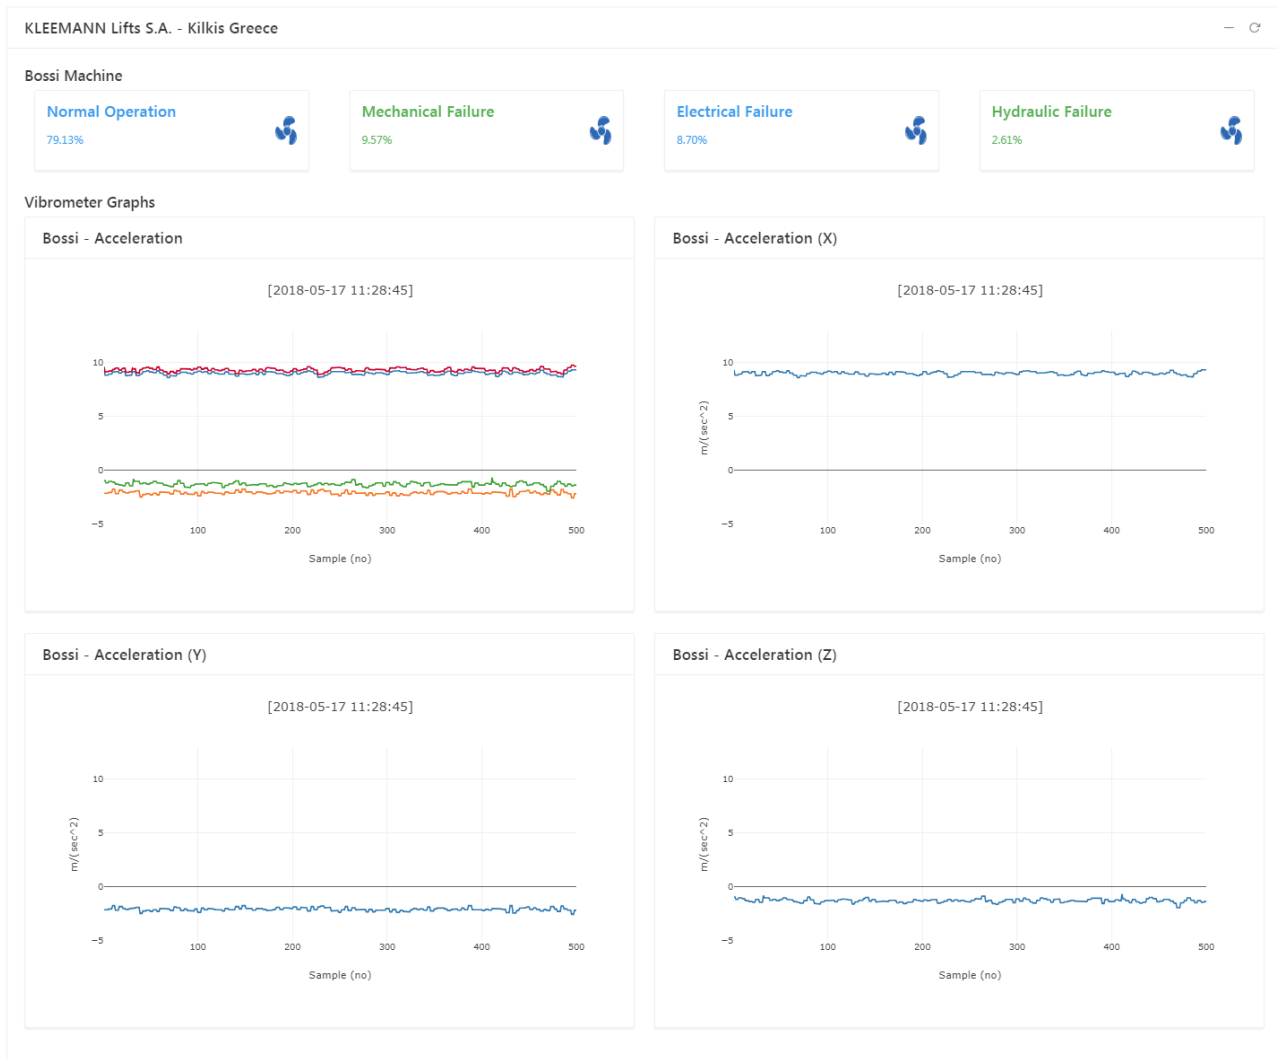 KLEEMANN Lifts S.A. - Kilkis Greece
Bossi Machine
Normal Operation
79.13%
Mechanical Failure
9.57%
Electrical Failure
8.70%
Hydraulic Failure
2.61%
Vibrometer Graphs
Bossi - Acceleration
[2018-05-17 11:28:45]
10
5
0
−5
100 200 300 400 500
Sample (no)
Bossi - Acceleration (X)
[2018-05-17 11:28:45]
m/(sec^2)
10
5
0
−5
100 200 300 400 500
Sample (no)
Bossi - Acceleration (Y)
[2018-05-17 11:28:45]
m/(sec^2)
10
5
0
−5
100 200 300 400 500
Sample (no)
Bossi - Acceleration (Z)
[2018-05-17 11:28:45]
m/(sec^2)
10
5
0
−5
100 200 300 400 500
Sample (no)